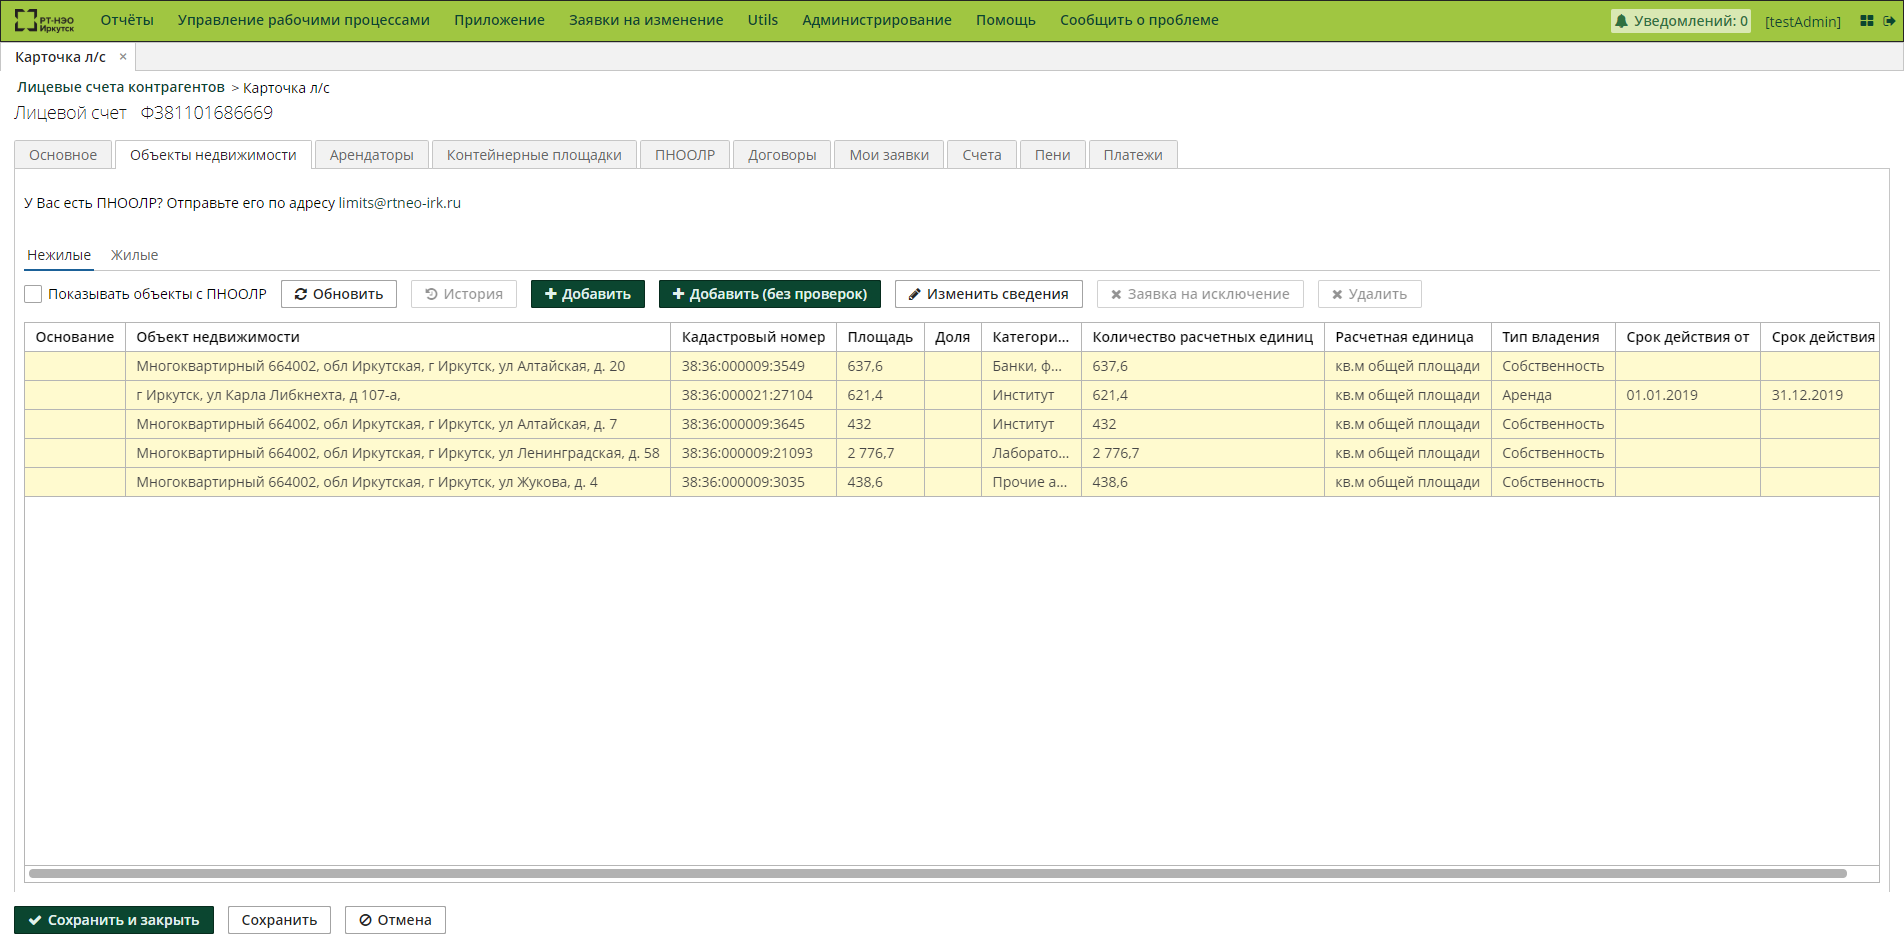 РТ-НЭО Иркутск Отчёты Управление рабочими процессами Приложение Заявки на изменение Utils Администрирование Помощь Сообщить о проблеме Уведомлений: 0 [testAdmin]
Карточка л/с ×
Лицевые счета контрагентов > Карточка л/с
Лицевой счет Ф381101686669
Основное Объекты недвижимости Арендаторы Контейнерные площадки ПНООЛР Договоры Мои заявки Счета Пени Платежи
У Вас есть ПНООЛР? Отправьте его по адресу limits@rtneo-irk.ru
Нежилые Жилые
Показывать объекты с ПНООЛР Обновить История Добавить Добавить (без проверок) Изменить сведения Заявка на исключение Удалить
Основание Объект недвижимости Кадастровый номер Площадь Доля Категори... Количество расчетных единиц Расчетная единица Тип владения Срок действия от Срок действия
Многоквартирный 664002, обл Иркутская, г Иркутск, ул Алтайская, д. 20 38:36:000009:3549 637,6 Банки, ф... 637,6 кв.м общей площади Собственность
г Иркутск, ул Карла Либкнехта, д 107-а, 38:36:000021:27104 621,4 Институт 621,4 кв.м общей площади Аренда 01.01.2019 31.12.2019
Многоквартирный 664002, обл Иркутская, г Иркутск, ул Алтайская, д. 7 38:36:000009:3645 432 Институт 432 кв.м общей площади Собственность
Многоквартирный 664002, обл Иркутская, г Иркутск, ул Ленинградская, д. 58 38:36:000009:21093 2 776,7 Лаборато... 2 776,7 кв.м общей площади Собственность
Многоквартирный 664002, обл Иркутская, г Иркутск, ул Жукова, д. 4 38:36:000009:3035 438,6 Прочие а... 438,6 кв.м общей площади Собственность
Сохранить и закрыть Сохранить Отмена